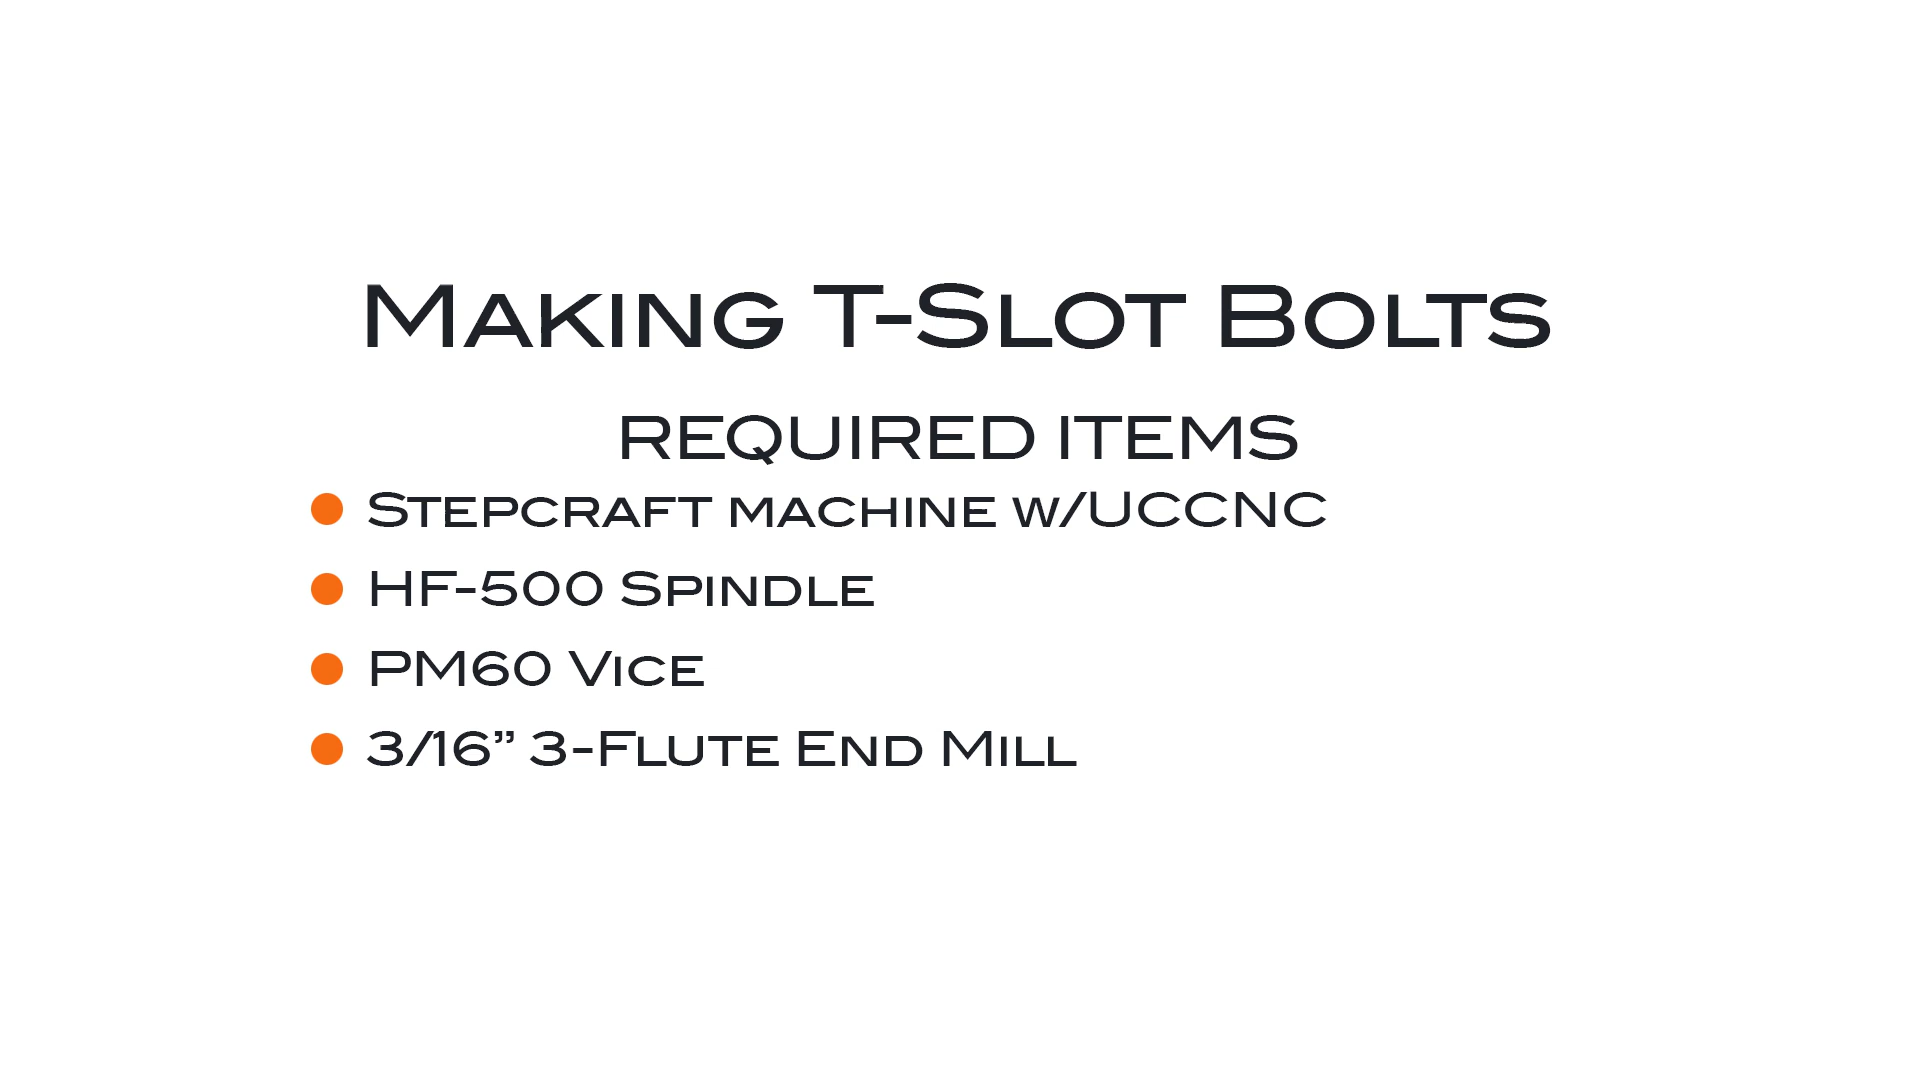 Making T-Slot Bolts
REQUIRED ITEMS
Stepcraft machine w/UCCNC
HF-500 Spindle
PM60 Vice
3/16” 3-Flute End Mill